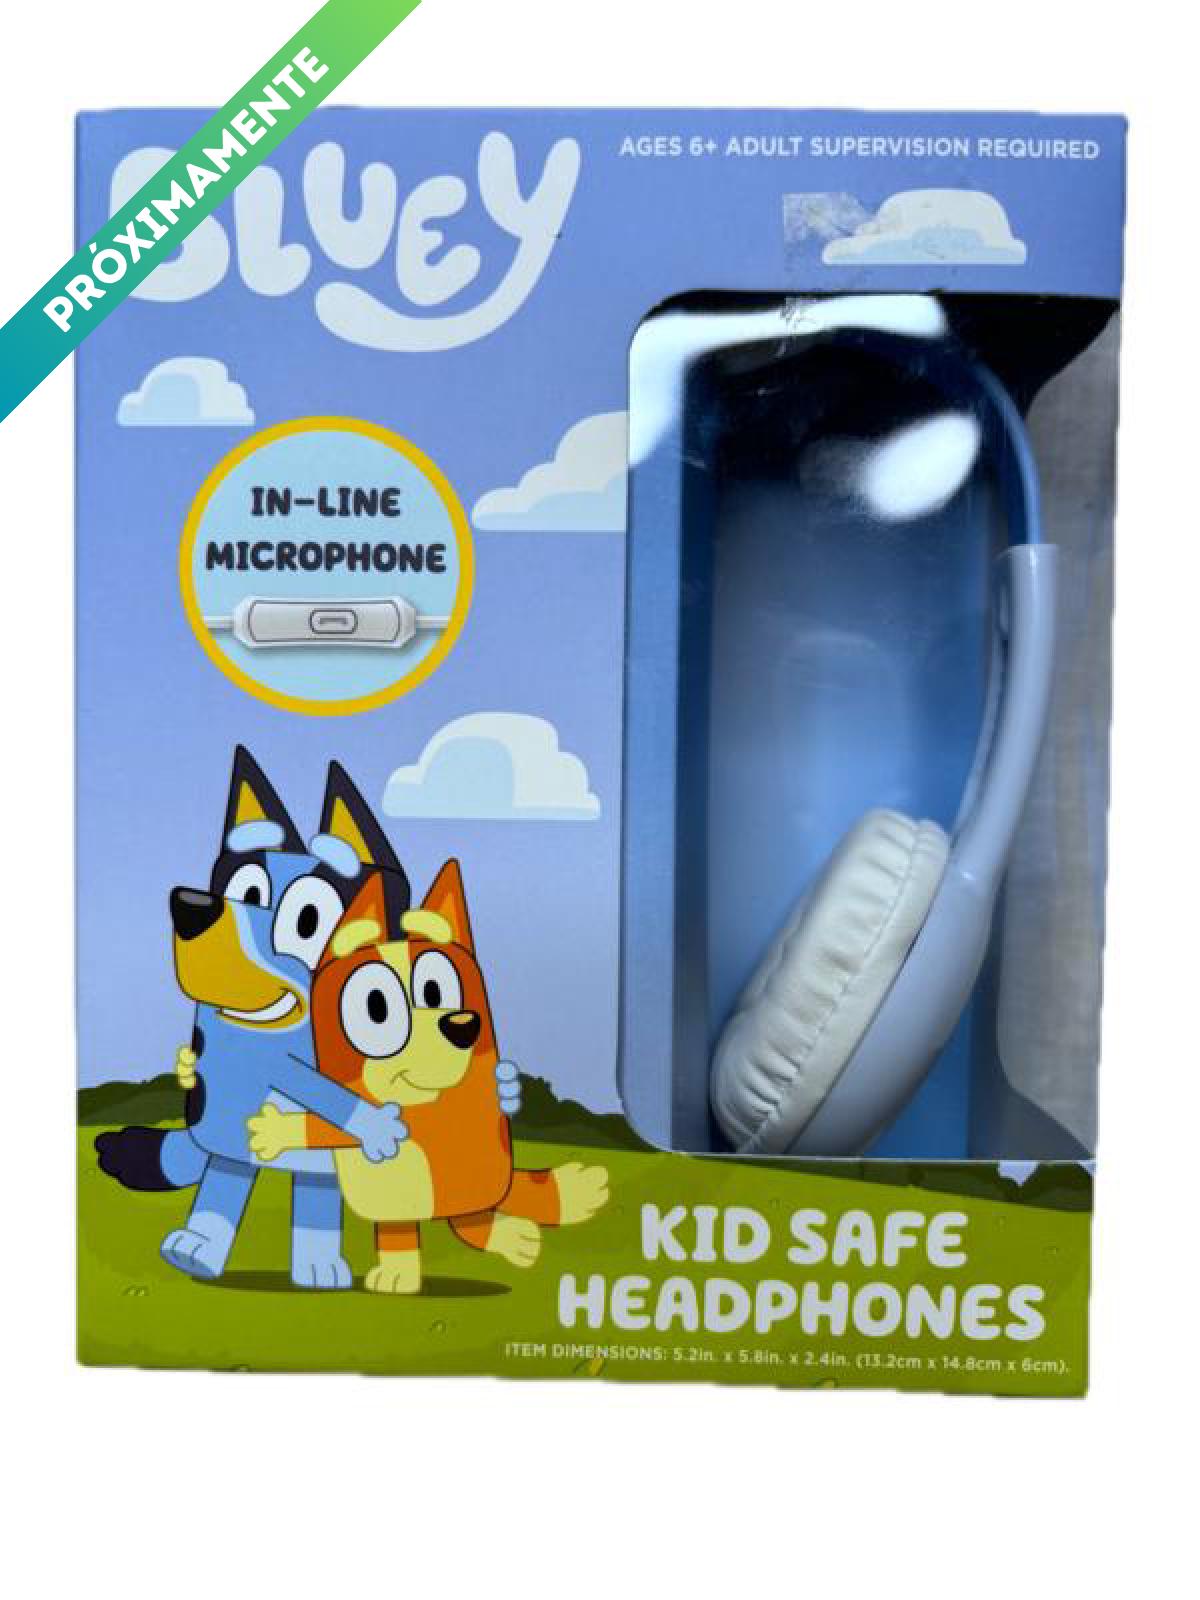 PRÓXIMAMENTE
BLUEY
AGES 6+ ADULT SUPERVISION REQUIRED
IN-LINE
MICROPHONE
KID SAFE
HEADPHONES
ITEM DIMENSIONS: 5.2in. x 5.8in. x 2.4in. (13.2cm x 14.8cm x 6cm).